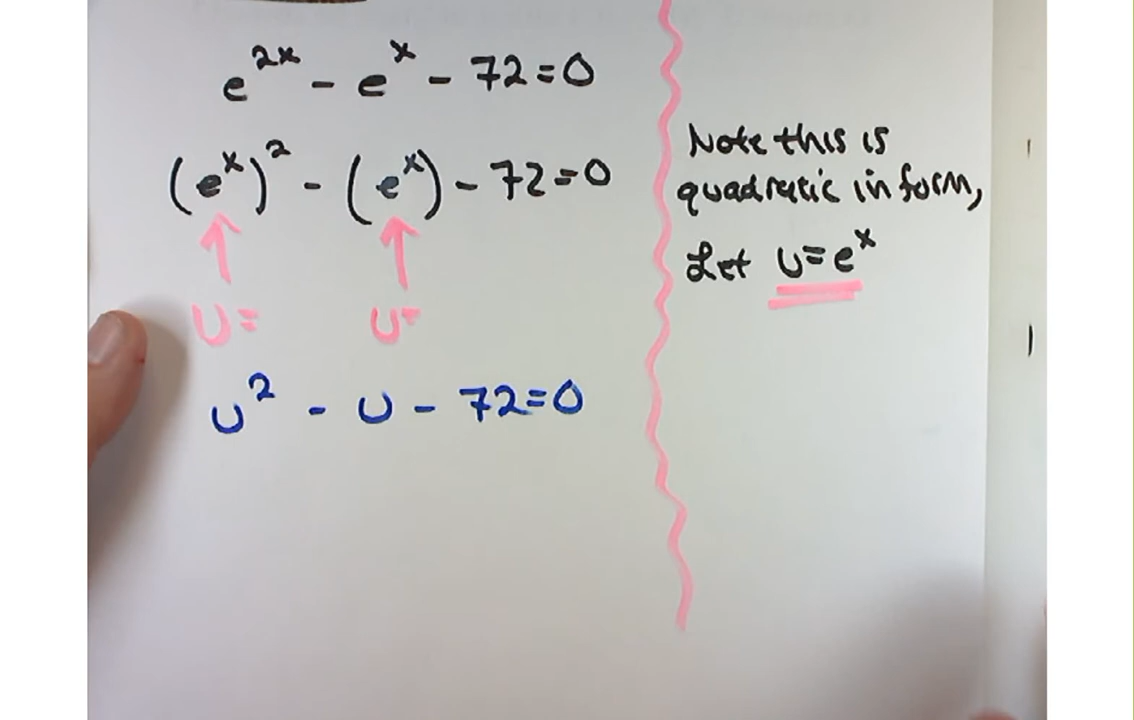 e^{2x} - e^x - 72 = 0
(e^x)^2 - (e^x) - 72 = 0
U= U=
U^2 - U - 72 = 0
Note this is
quadratic in form,
Let U = e^x